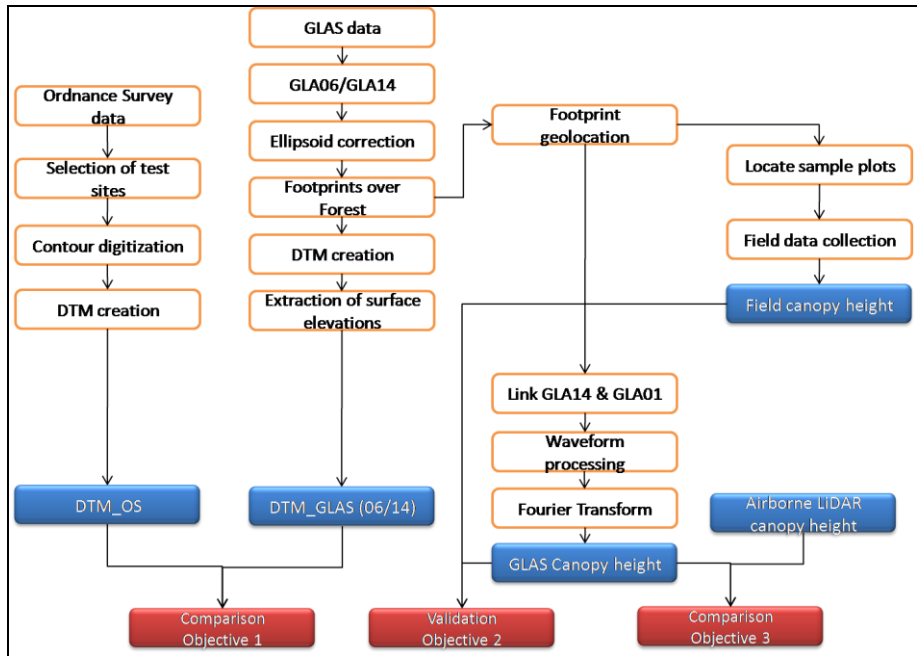 GLAS data
GLA06/GLA14
Ellipsoid correction
Footprints over
Forest
DTM creation
Extraction of surface
elevations
DTM_GLAS (06/14)
Ordnance Survey
data
Selection of test
sites
Contour digitization
DTM creation
DTM_OS
Footprint
geolocation
Locate sample plots
Field data collection
Field canopy height
Link GLA14 & GLA01
Waveform
processing
Fourier Transform
GLAS Canopy height
Airborne LiDAR
canopy height
Comparison
Objective 1
Validation
Objective 2
Comparison
Objective 3